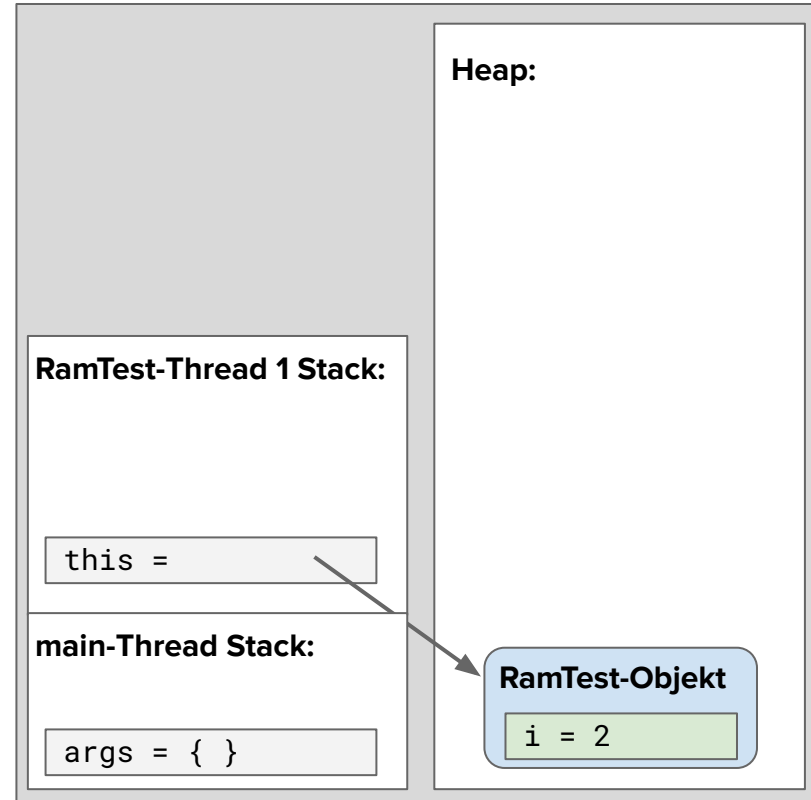 Heap:
RamTest-Thread 1 Stack:
this =
main-Thread Stack:
args = { }
RamTest-Objekt
i = 2